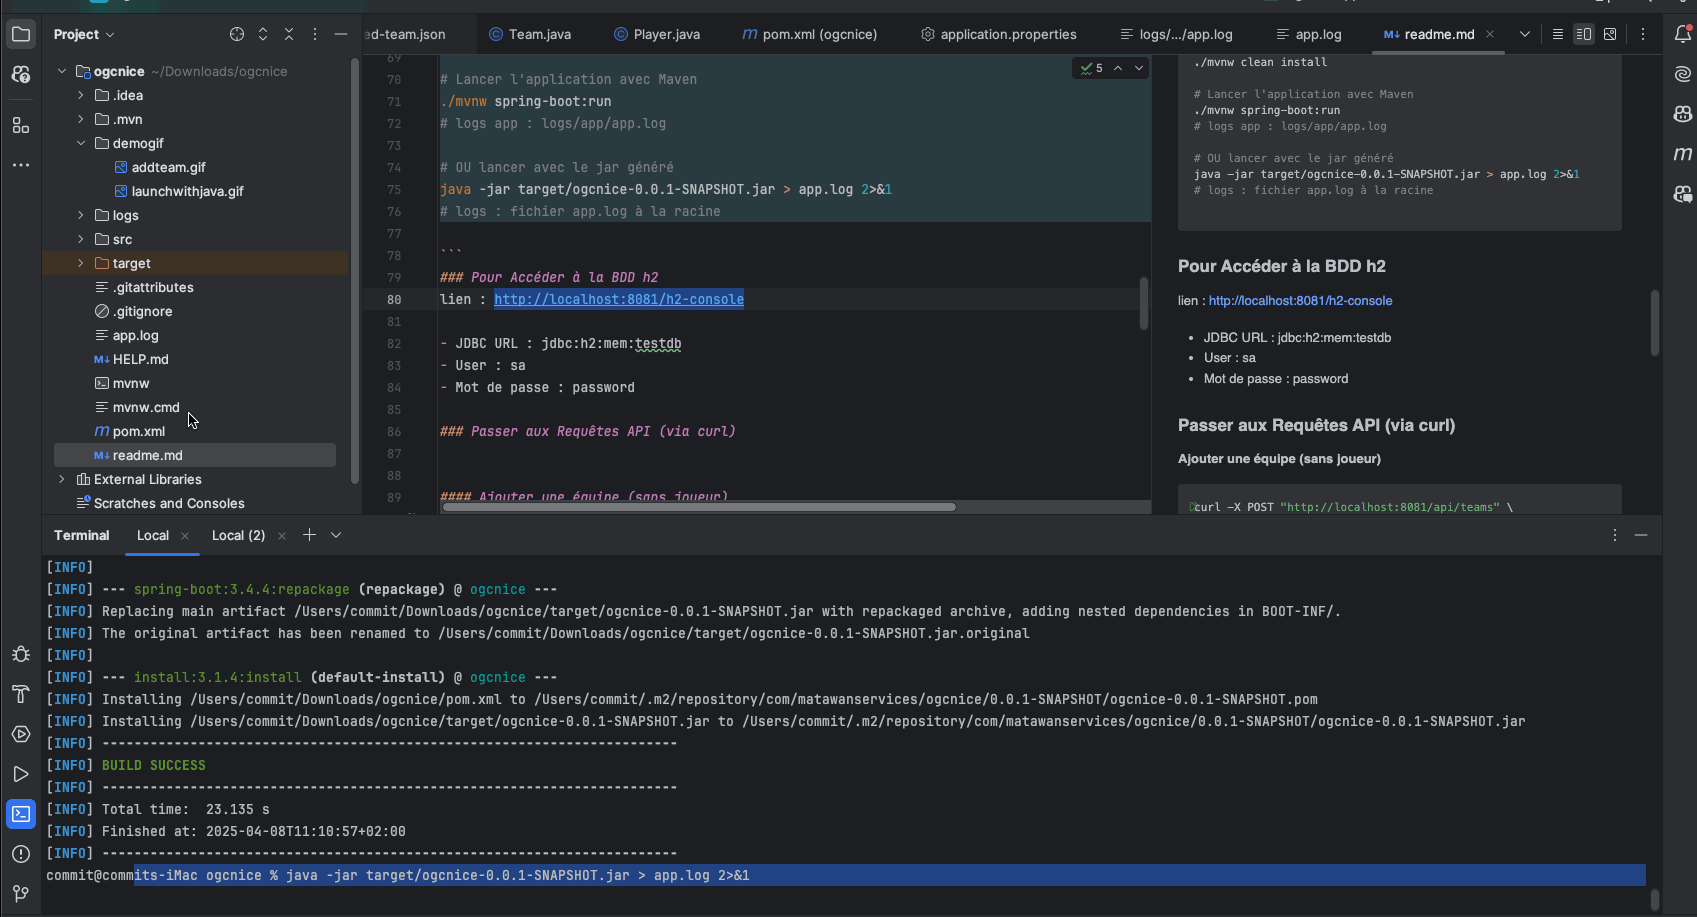 Project
ed-team.json
Team.java
Player.java
pom.xml (ogcnice)
application.properties
logs/.../app.log
app.log
readme.md
ogcnice ~/Downloads/ogcnice
.idea
.mvn
demogif
addteam.gif
launchwithjava.gif
logs
src
target
.gitattributes
.gitignore
app.log
HELP.md
mvnw
mvnw.cmd
pom.xml
readme.md
External Libraries
Scratches and Consoles
5
69
70 # Lancer l'application avec Maven
71 ./mvnw spring-boot:run
72 # logs app : logs/app/app.log
73
74 # OU lancer avec le jar généré
75 java -jar target/ogcnice-0.0.1-SNAPSHOT.jar > app.log 2>&1
76 # logs : fichier app.log à la racine
77
78 ```
79 ### Pour Accéder à la BDD h2
80 lien : http://localhost:8081/h2-console
81
82 - JDBC URL : jdbc:h2:mem:testdb
83 - User : sa
84 - Mot de passe : password
85
86 ### Passer aux Requêtes API (via curl)
87
88
89 #### Ajouter une équipe (sans joueur)
./mvnw clean install
# Lancer l'application avec Maven
./mvnw spring-boot:run
# logs app : logs/app/app.log
# OU lancer avec le jar généré
java -jar target/ogcnice-0.0.1-SNAPSHOT.jar > app.log 2>&1
# logs : fichier app.log à la racine
Pour Accéder à la BDD h2
lien : http://localhost:8081/h2-console
• JDBC URL : jdbc:h2:mem:testdb
• User : sa
• Mot de passe : password
Passer aux Requêtes API (via curl)
Ajouter une équipe (sans joueur)
curl -X POST "http://localhost:8081/api/teams" \
Terminal
Local
Local (2)
[INFO]
[INFO] --- spring-boot:3.4.4:repackage (repackage) @ ogcnice ---
[INFO] Replacing main artifact /Users/commit/Downloads/ogcnice/target/ogcnice-0.0.1-SNAPSHOT.jar with repackaged archive, adding nested dependencies in BOOT-INF/.
[INFO] The original artifact has been renamed to /Users/commit/Downloads/ogcnice/target/ogcnice-0.0.1-SNAPSHOT.jar.original
[INFO]
[INFO] --- install:3.1.4:install (default-install) @ ogcnice ---
[INFO] Installing /Users/commit/Downloads/ogcnice/pom.xml to /Users/commit/.m2/repository/com/matawanservices/ogcnice/0.0.1-SNAPSHOT/ogcnice-0.0.1-SNAPSHOT.pom
[INFO] Installing /Users/commit/Downloads/ogcnice/target/ogcnice-0.0.1-SNAPSHOT.jar to /Users/commit/.m2/repository/com/matawanservices/ogcnice/0.0.1-SNAPSHOT/ogcnice-0.0.1-SNAPSHOT.jar
[INFO] ------------------------------------------------------------------------
[INFO] BUILD SUCCESS
[INFO] ------------------------------------------------------------------------
[INFO] Total time:  23.135 s
[INFO] Finished at: 2025-04-08T11:10:57+02:00
[INFO] ------------------------------------------------------------------------
commit@commits-iMac ogcnice % java -jar target/ogcnice-0.0.1-SNAPSHOT.jar > app.log 2>&1